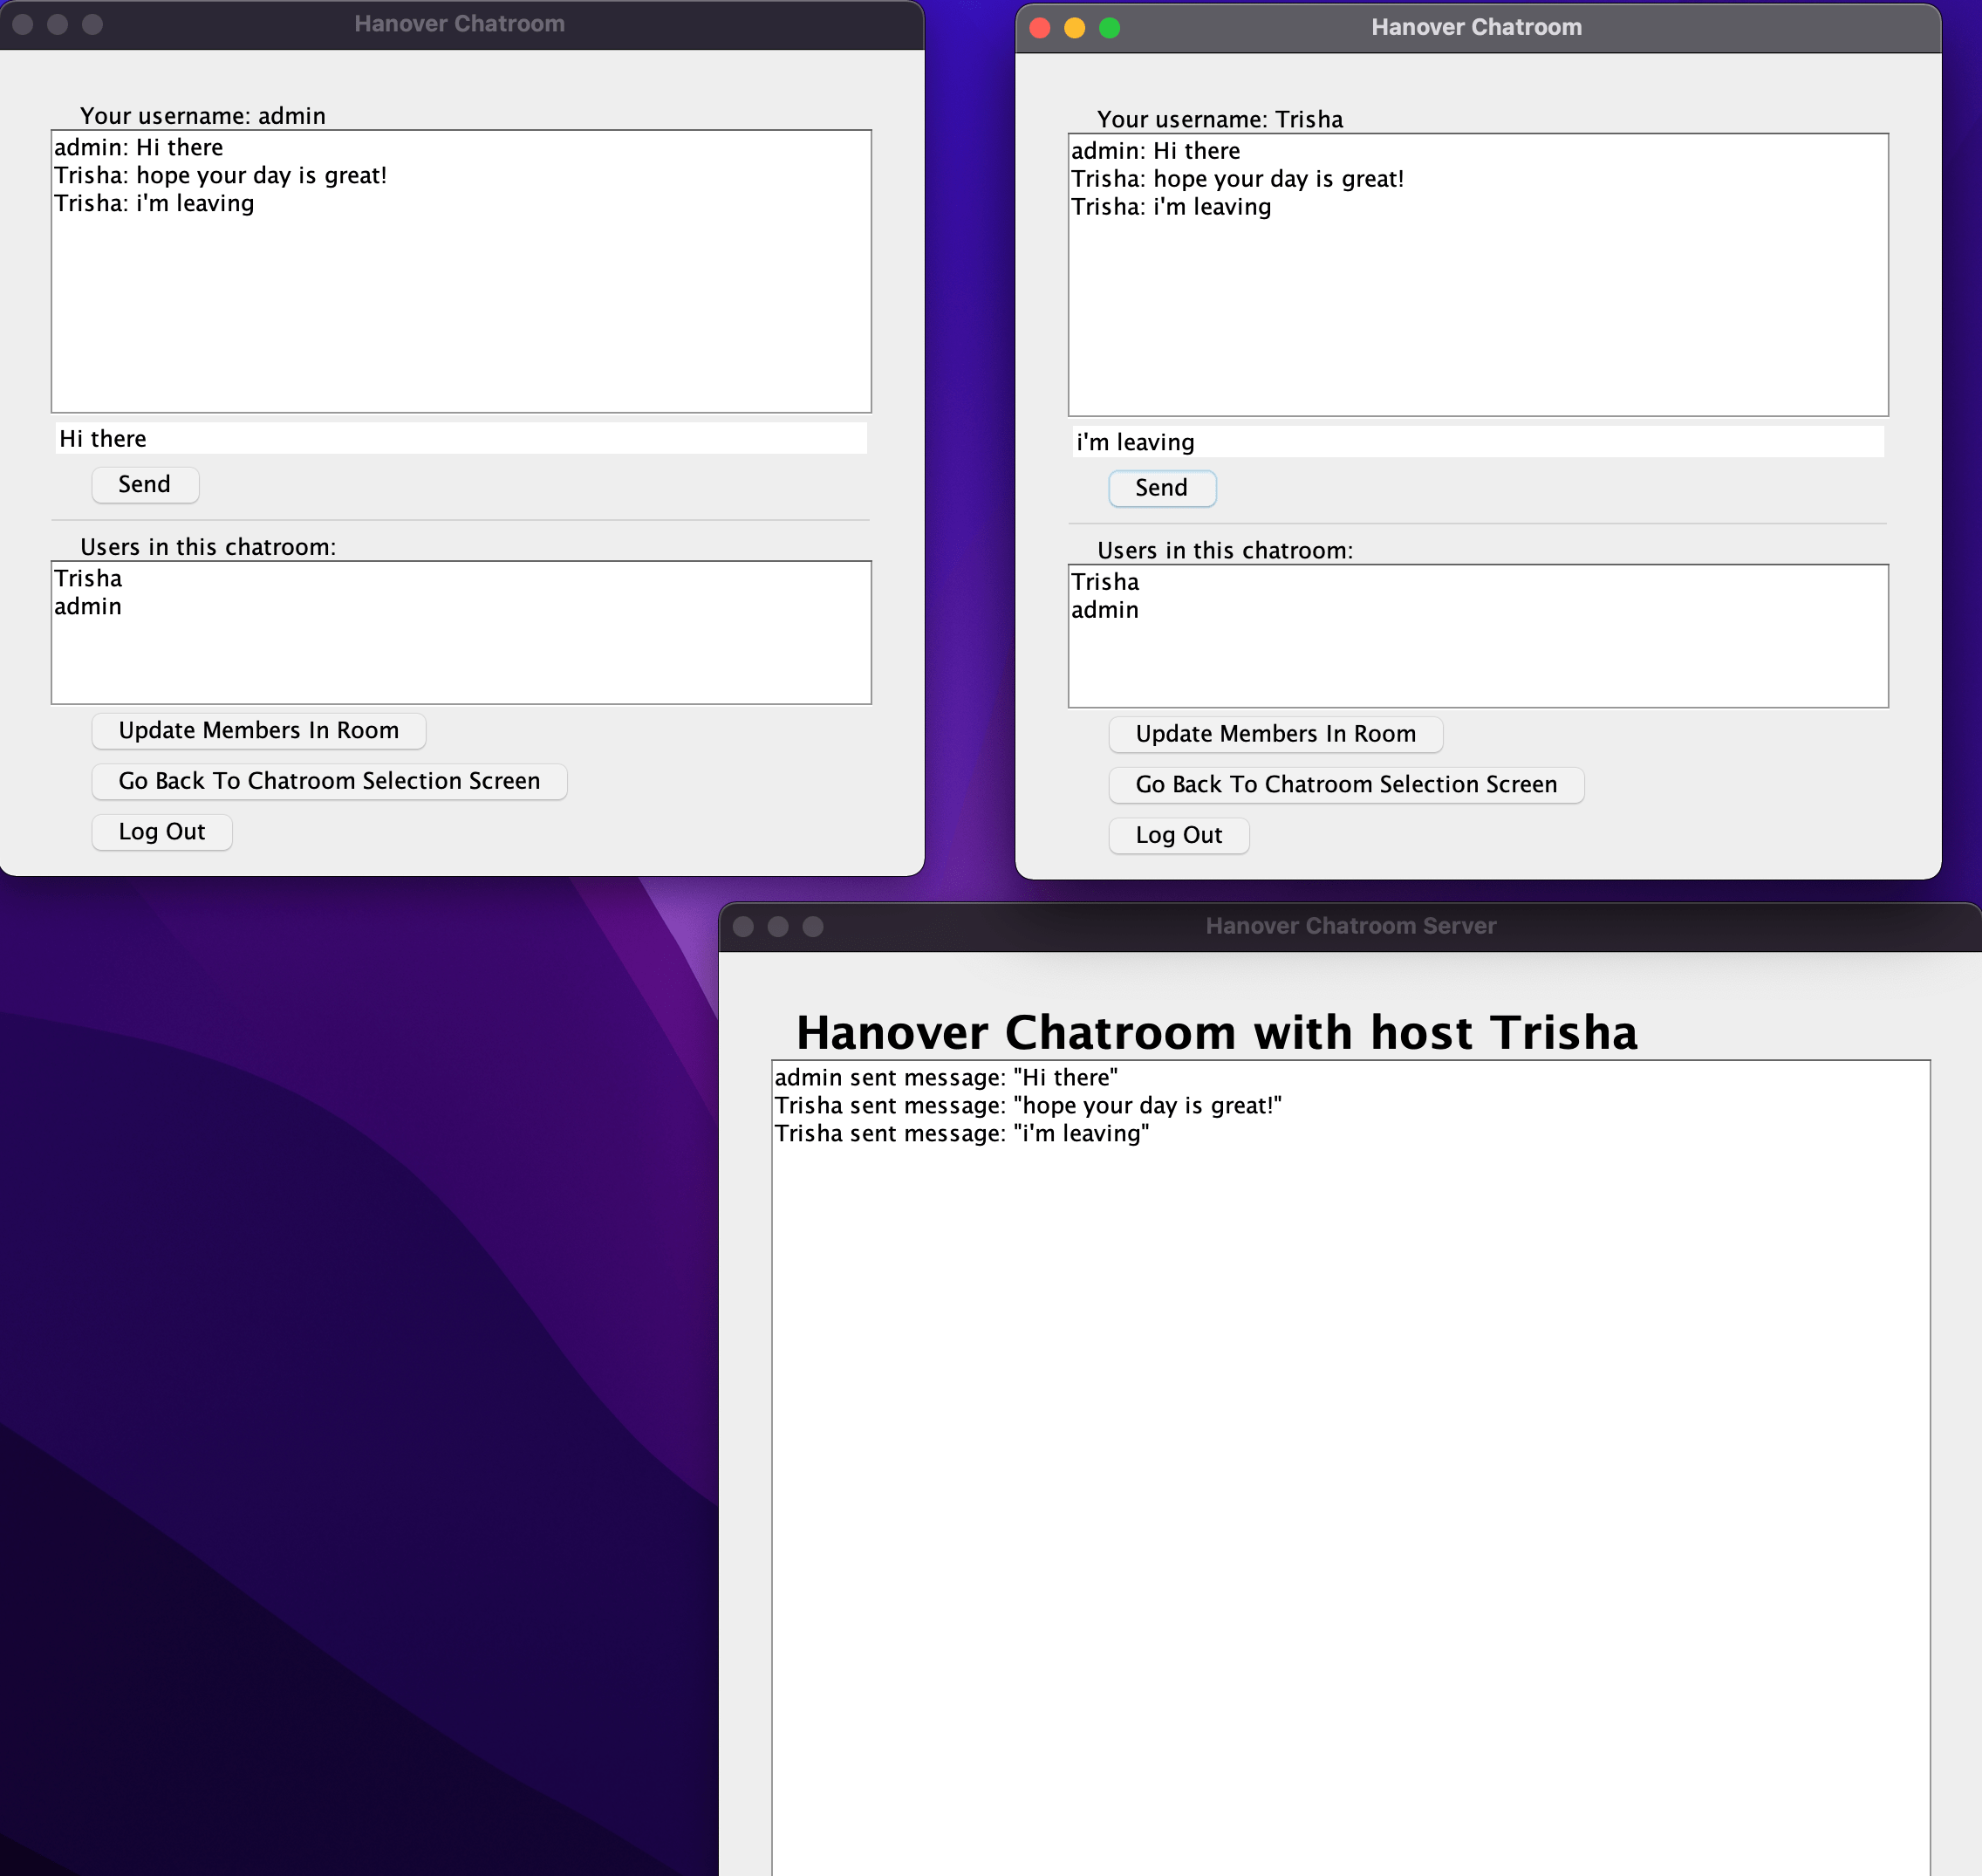 Hanover Chatroom
Your username: admin
admin: Hi there
Trisha: hope your day is great!
Trisha: i'm leaving
Hi there
Send
Users in this chatroom:
Trisha
admin
Update Members In Room
Go Back To Chatroom Selection Screen
Log Out
Hanover Chatroom
Your username: Trisha
admin: Hi there
Trisha: hope your day is great!
Trisha: i'm leaving
i'm leaving
Send
Users in this chatroom:
Trisha
admin
Update Members In Room
Go Back To Chatroom Selection Screen
Log Out
Hanover Chatroom Server
Hanover Chatroom with host Trisha
admin sent message: "Hi there"
Trisha sent message: "hope your day is great!"
Trisha sent message: "i'm leaving"